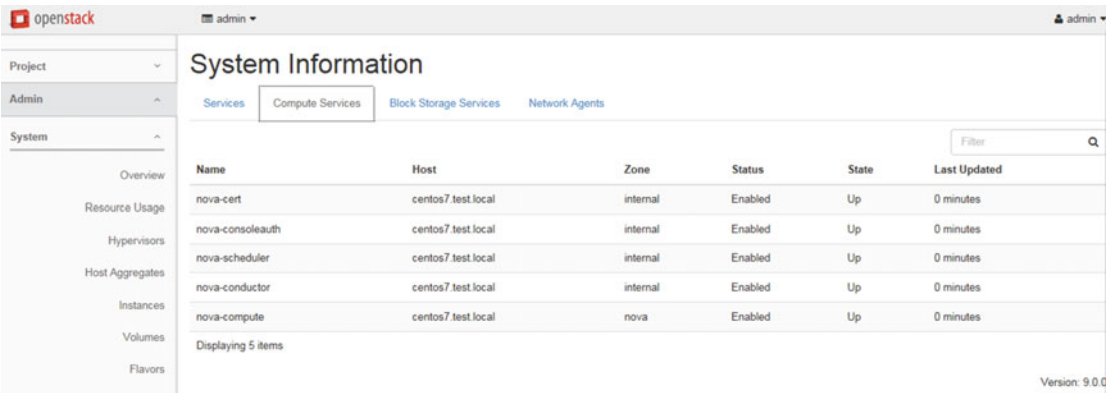 openstack admin admin
Project
System Information
Admin
Services Compute Services Block Storage Services Network Agents
System
Filter
Overview
Name Host Zone Status State Last Updated
nova-cert centos7.test.local internal Enabled Up 0 minutes
Resource Usage
nova-consoleauth centos7.test.local internal Enabled Up 0 minutes
Hypervisors
nova-scheduler centos7.test.local internal Enabled Up 0 minutes
Host Aggregates
nova-conductor centos7.test.local internal Enabled Up 0 minutes
Instances
nova-compute centos7.test.local nova Enabled Up 0 minutes
Volumes
Displaying 5 items
Flavors
Version: 9.0.0